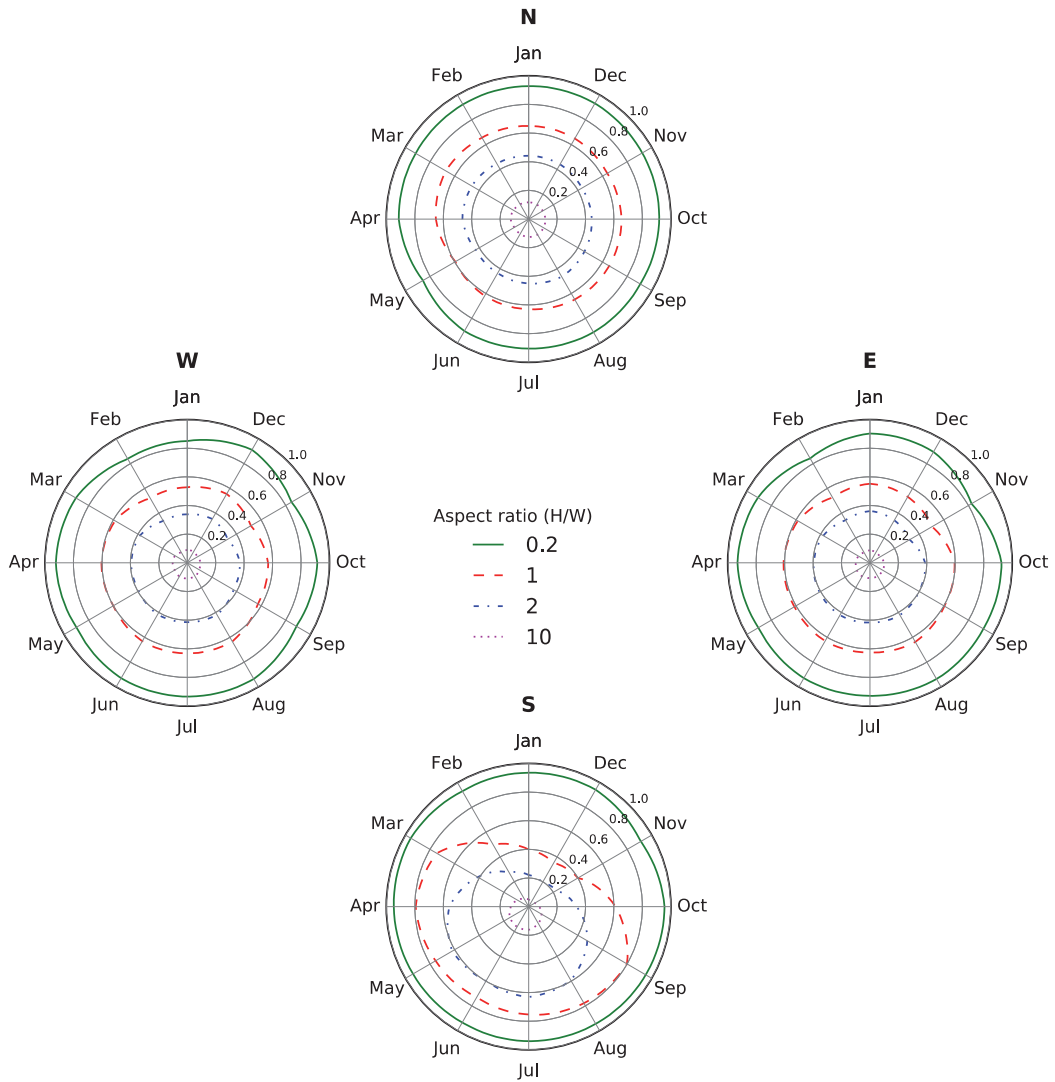 N
Jan
Feb
Dec
1.0
Mar
0.8
Nov
0.6
0.4
0.2
Apr
Oct
May
Sep
Jun
Aug
Jul
W
Jan
Feb
Dec
1.0
Mar
0.8
Nov
0.6
0.4
0.2
Apr
Oct
May
Sep
Jun
Aug
Jul
E
Jan
Feb
Dec
1.0
Mar
0.8
Nov
0.6
0.4
0.2
Apr
Oct
May
Sep
Jun
Aug
Jul
Aspect ratio (H/W)
0.2
1
2
10
S
Jan
Feb
Dec
1.0
Mar
0.8
Nov
0.6
0.4
0.2
Apr
Oct
May
Sep
Jun
Aug
Jul